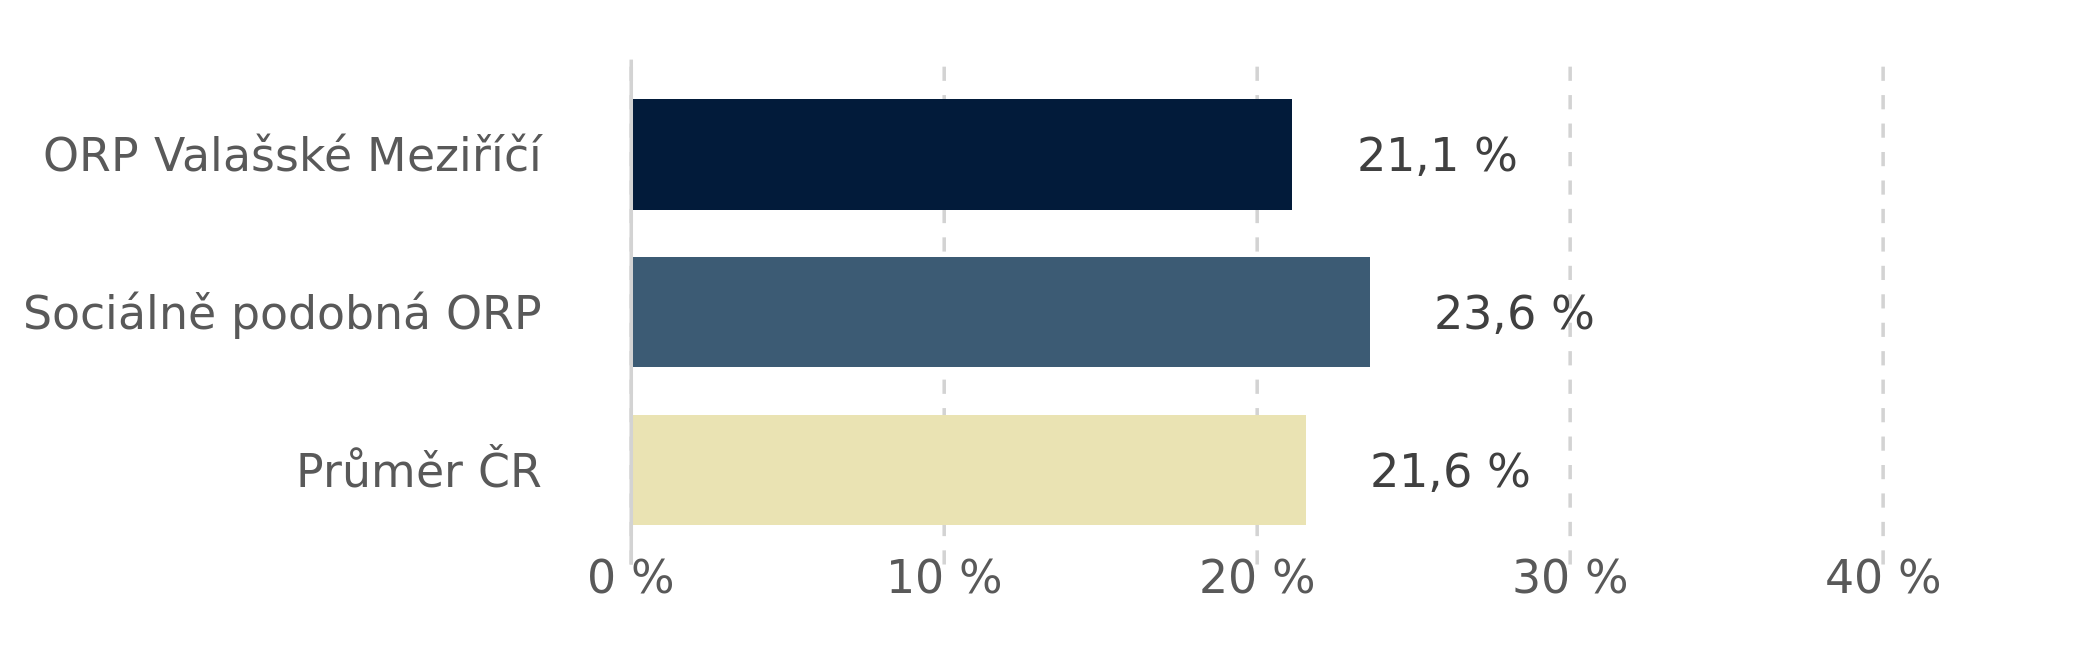 ORP Valašské Meziříčí
21,1 %
Sociálně podobná ORP
23,6 %
Průměr ČR
21,6 %
0 % 10 % 20 % 30 % 40 %